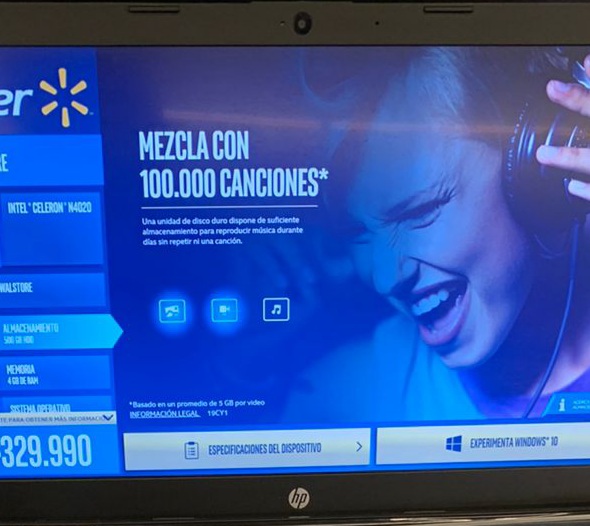 er
MEZCLA CON
100.000 CANCIONES*
Una unidad de disco duro dispone de suficiente
almacenamiento para reproducir música durante
días sin repetir ni una canción.
INTEL® CELERON® N4020
WALSTORE
ALMACENAMIENTO
500 GB HDD
MEMORIA
4 GB DE RAM
SISTEMA OPERATIVO
TE PARA OBTENER MÁS INFORMAC
329.990
*Basado en un promedio de 5 GB por video
INFORMACIÓN LEGAL 19CY1
ESPECIFICACIONES DEL DISPOSITIVO
EXPERIMENTA WINDOWS® 10
hp